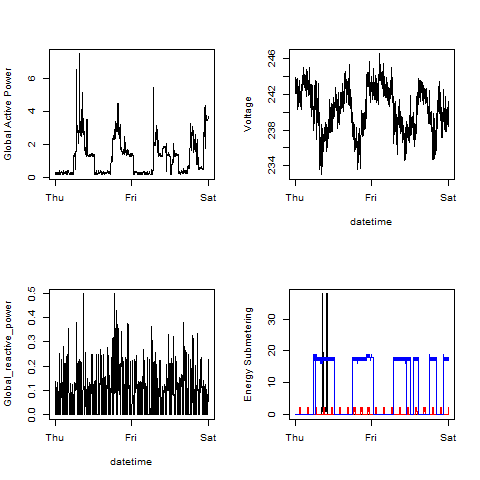 Global Active Power
0 2 4 6
Thu Fri Sat
Voltage
234 238 242 246
Thu Fri Sat
datetime
Global_reactive_power
0.0 0.1 0.2 0.3 0.4 0.5
Thu Fri Sat
datetime
Energy Submetering
0 10 20 30
Thu Fri Sat